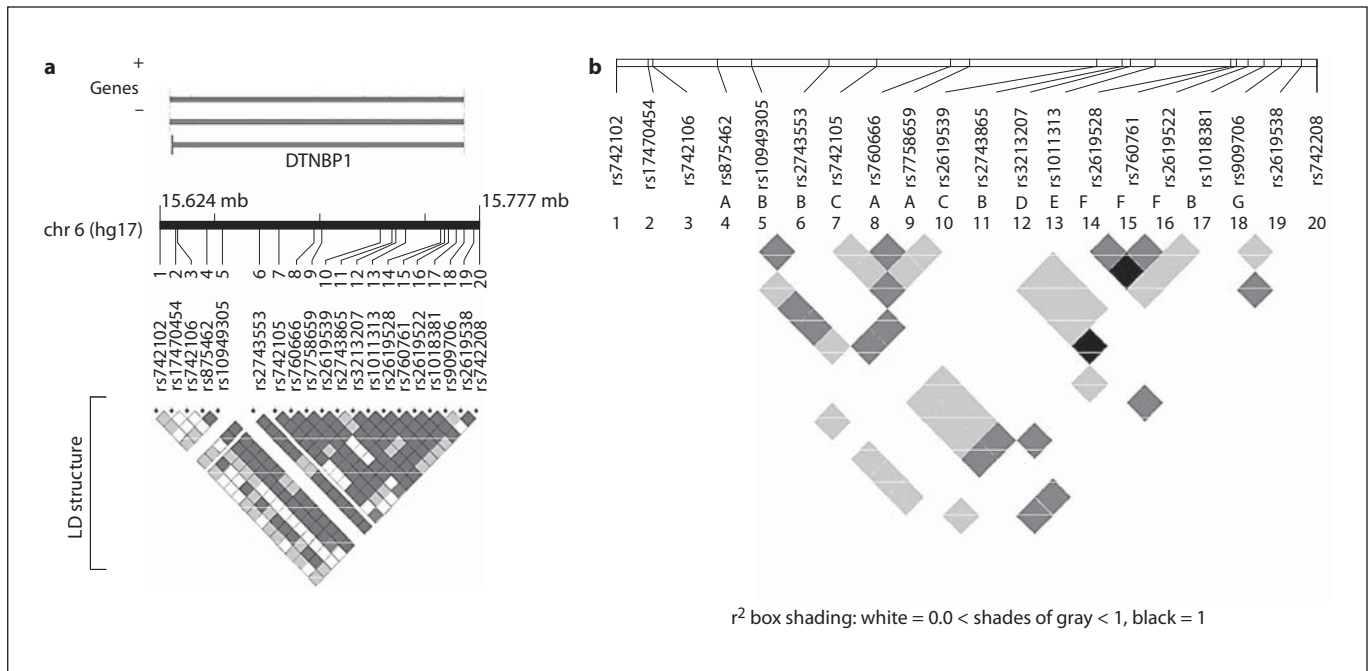 a
+
Genes
–
DTNBP1
15.624 mb
15.777 mb
chr 6 (hg17)
1 2 3 4 5 6 7 8 9 10 11 12 13 14 15 16 17 18 19 20
rs742102
rs17470454
rs742106
rs875462
rs10949305
rs2743553
rs742105
rs760666
rs7758659
rs2619539
rs2743865
rs3213207
rs1011313
rs2619528
rs760761
rs2619522
rs1018381
rs909706
rs2619538
rs742208
LD structure
b
rs742102
rs17470454
rs742106
rs875462
rs10949305
rs2743553
rs742105
rs760666
rs7758659
rs2619539
rs2743865
rs3213207
rs1011313
rs2619528
rs760761
rs2619522
rs1018381
rs909706
rs2619538
rs742208
A B B C A A C B D E F F F B G
1 2 3 4 5 6 7 8 9 10 11 12 13 14 15 16 17 18 19 20
r² box shading: white = 0.0 < shades of gray < 1, black = 1